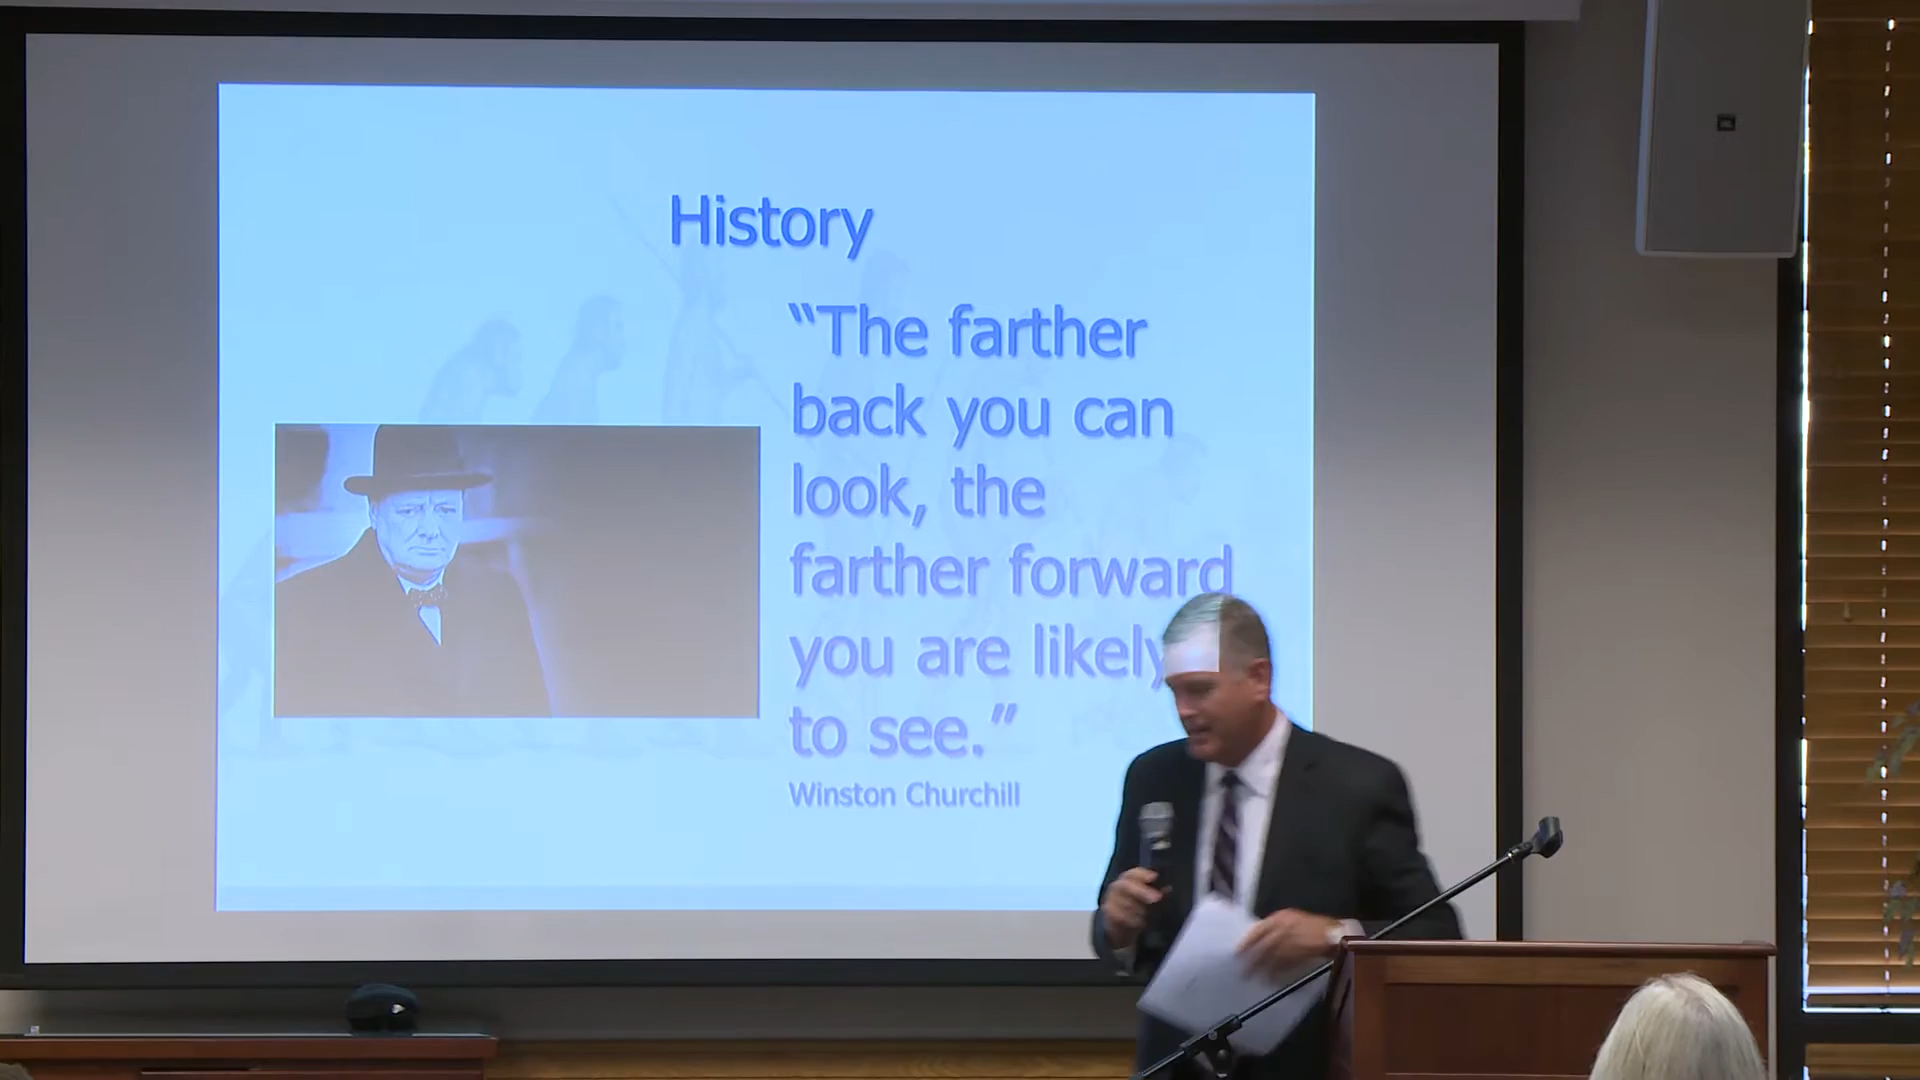 History
“The farther
back you can
look, the
farther forward
you are likely
to see.”
Winston Churchill